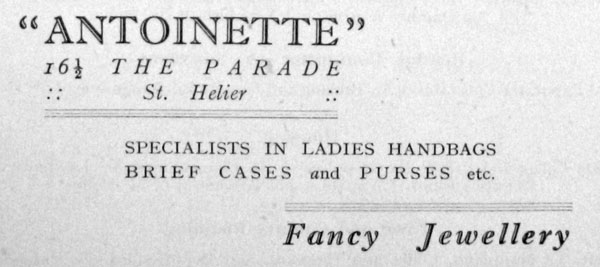 “ANTOINETTE”
16½ THE PARADE
:: St. Helier ::
SPECIALISTS IN LADIES HANDBAGS
BRIEF CASES and PURSES etc.
Fancy Jewellery